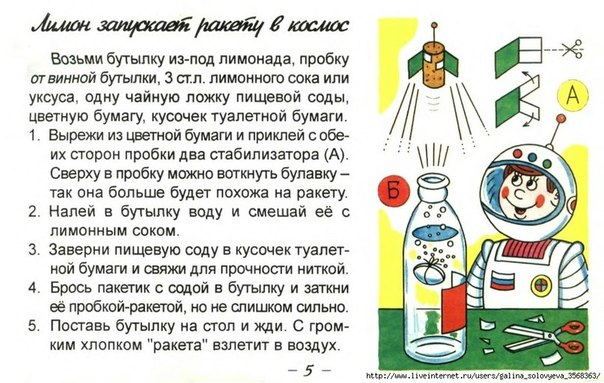 Лимон запускает ракету в космос
Возьми бутылку из-под лимонада, пробку
от винной бутылки, 3 ст.л. лимонного сока или
уксуса, одну чайную ложку пищевой соды,
цветную бумагу, кусочек туалетной бумаги.
1. Вырежи из цветной бумаги и приклей с обе-
их сторон пробки два стабилизатора (А).
Сверху в пробку можно воткнуть булавку –
так она больше будет похожа на ракету.
2. Налей в бутылку воду и смешай её с
лимонным соком.
3. Заверни пищевую соду в кусочек туалет-
ной бумаги и свяжи для прочности ниткой.
4. Брось пакетик с содой в бутылку и заткни
её пробкой-ракетой, но не слишком сильно.
5. Поставь бутылку на стол и жди. С гром-
ким хлопком "ракета" взлетит в воздух.
– 5 –
А
Б
http://www.liveinternet.ru/users/galina_solovyeva_3568363/